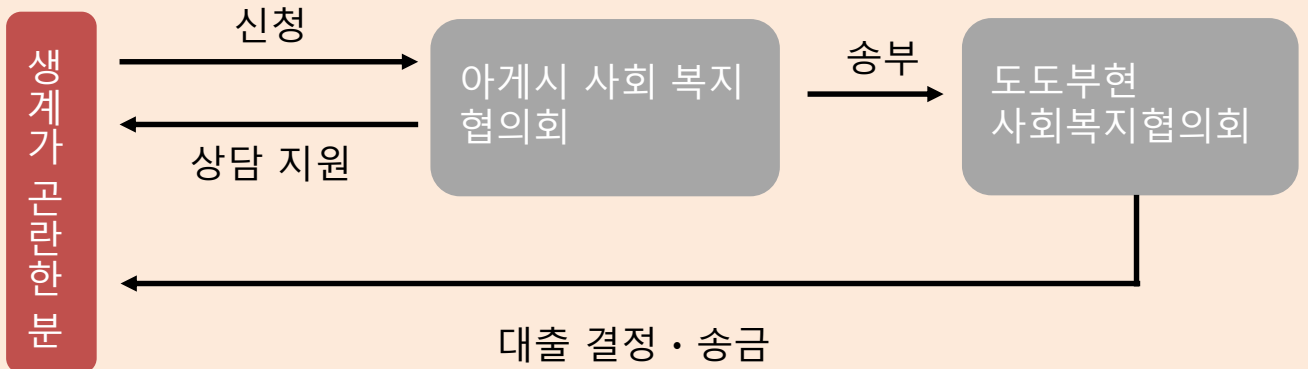 생계가 곤란한 분
신청
상담 지원
아게시 사회 복지
협의회
송부
도도부현
사회복지협의회
대출 결정・송금